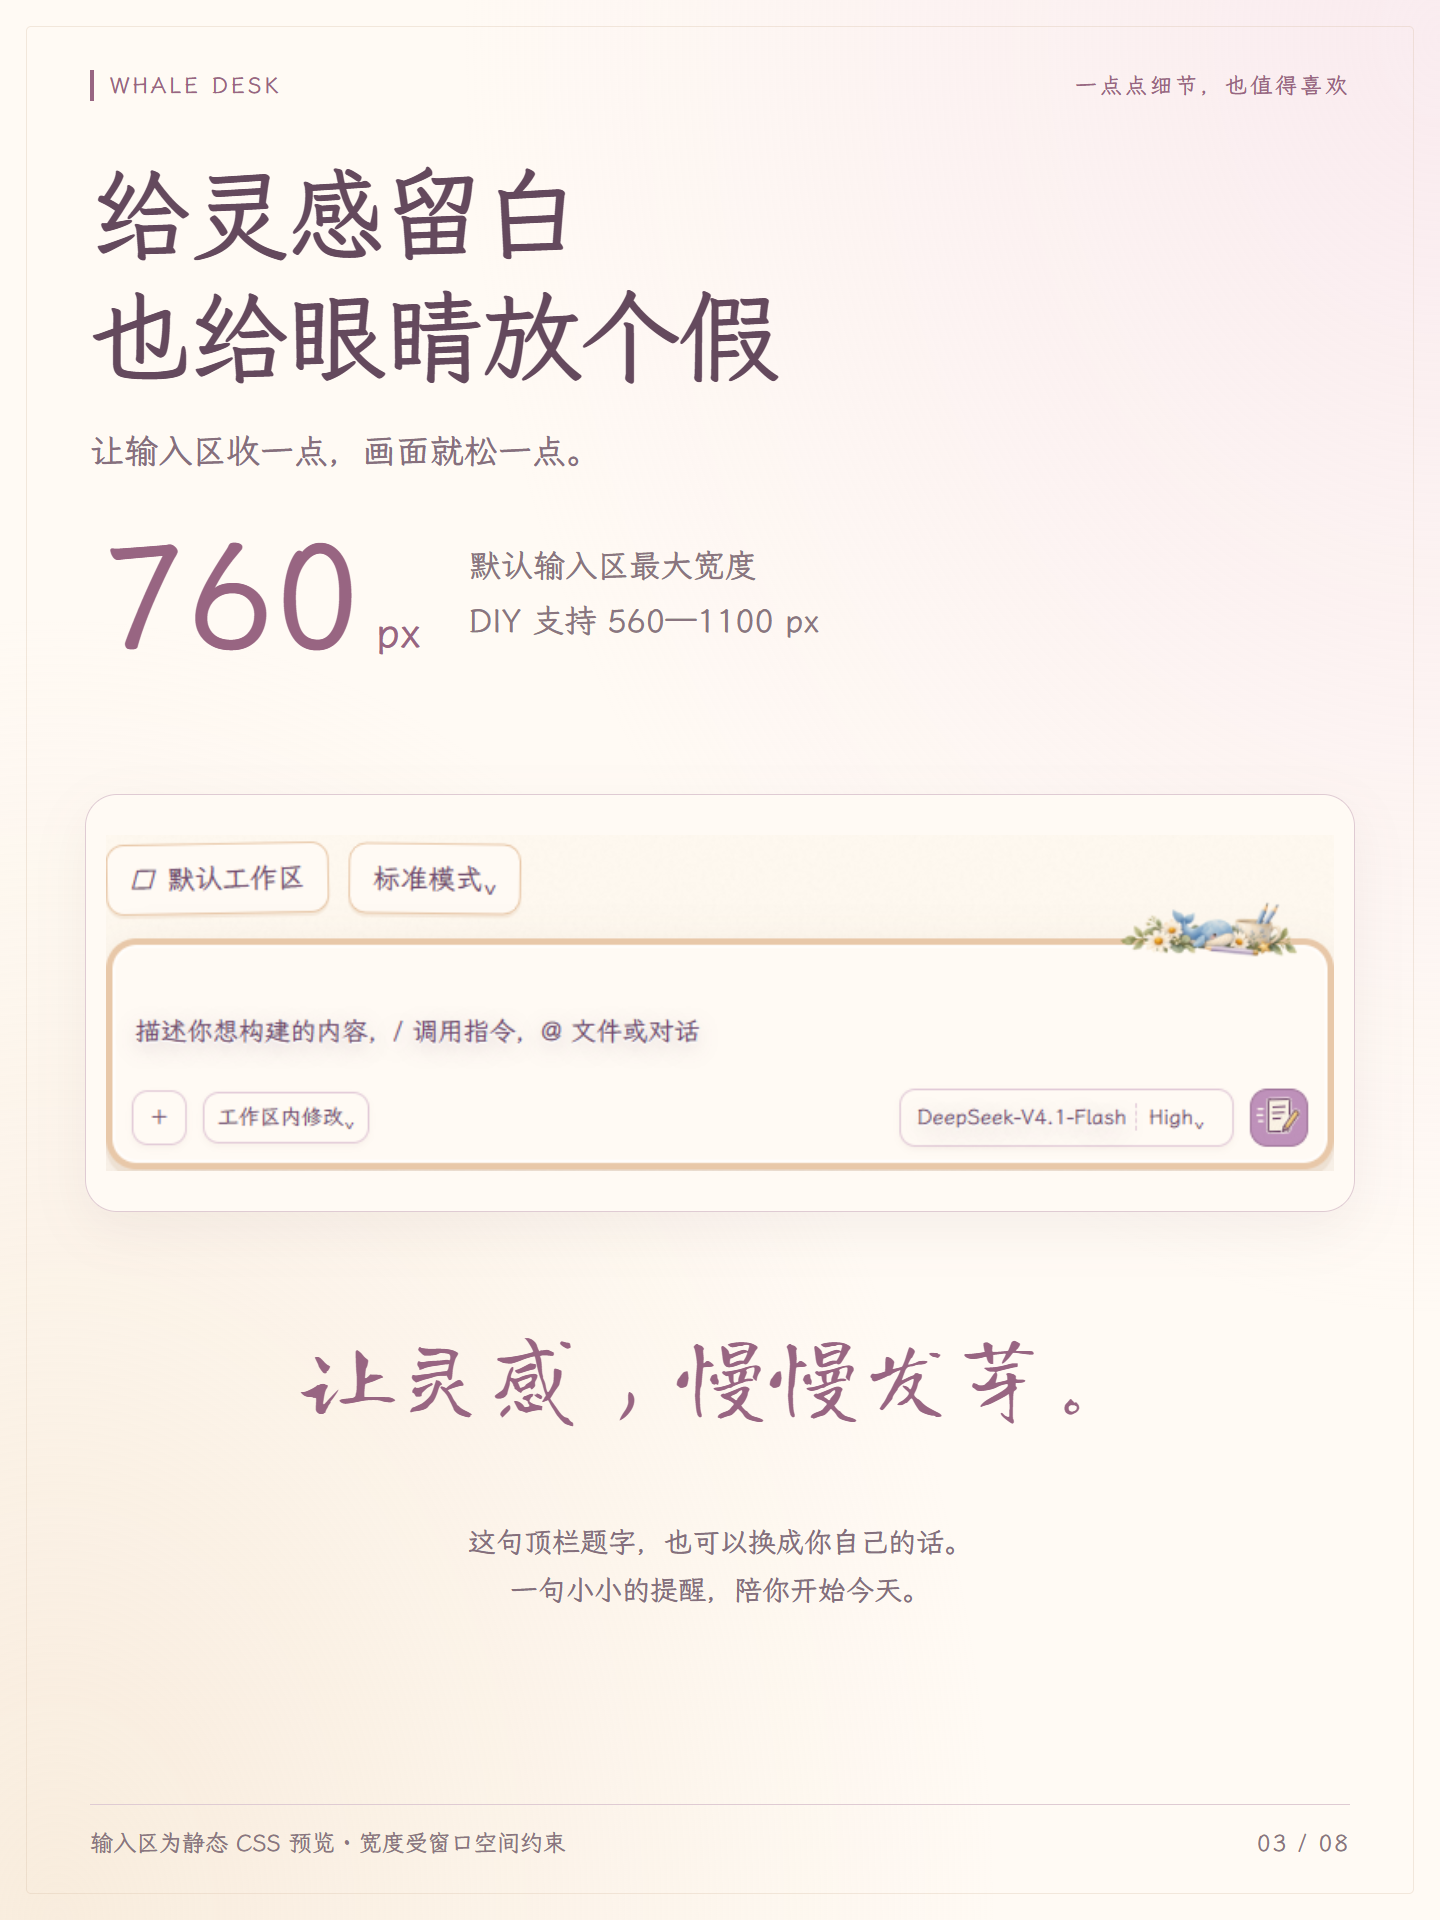 WHALE DESK
一点点细节，也值得喜欢
给灵感留白
也给眼睛放个假
让输入区收一点，画面就松一点。
760 px
默认输入区最大宽度
DIY 支持 560—1100 px
默认工作区
标准模式
描述你想构建的内容，/ 调用指令，@ 文件或对话
+ 工作区内修改
DeepSeek-V4.1-Flash High
让灵感，慢慢发芽。
这句顶栏题字，也可以换成你自己的话。
一句小小的提醒，陪你开始今天。
输入区为静态 CSS 预览·宽度受窗口空间约束
03 / 08